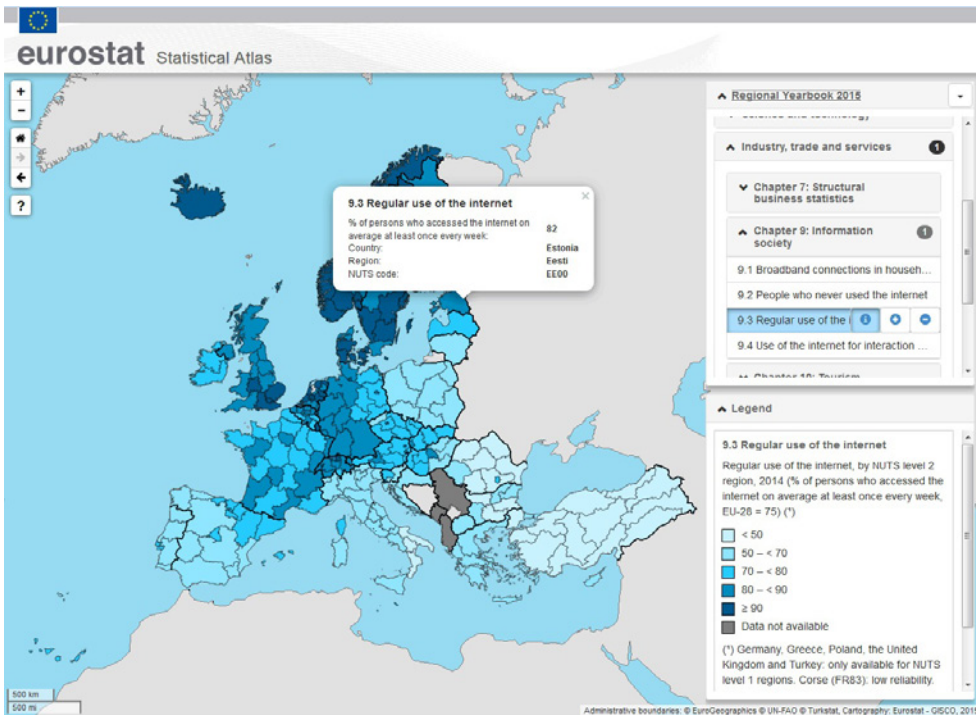 eurostat Statistical Atlas
+
−
?
Regional Yearbook 2015
Industry, trade and services 1
Chapter 7: Structural
business statistics
Chapter 9: Information 1
society
9.1 Broadband connections in househ...
9.2 People who never used the internet
9.3 Regular use of the i
9.4 Use of the internet for interaction ...
Chapter 10: Tourism
9.3 Regular use of the internet
% of persons who accessed the internet on
average at least once every week: 82
Country: Estonia
Region: Eesti
NUTS code: EE00
Legend
9.3 Regular use of the internet
Regular use of the internet, by NUTS level 2
region, 2014 (% of persons who accessed the
internet on average at least once every week,
EU-28 = 75) (*)
< 50
50 – < 70
70 – < 80
80 – < 90
≥ 90
Data not available
(*) Germany, Greece, Poland, the United
Kingdom and Turkey: only available for NUTS
level 1 regions. Corse (FR83): low reliability.
500 km
500 mi
Administrative boundaries: © EuroGeographics © UN-FAO © Turkstat, Cartography: Eurostat - GISCO, 2015